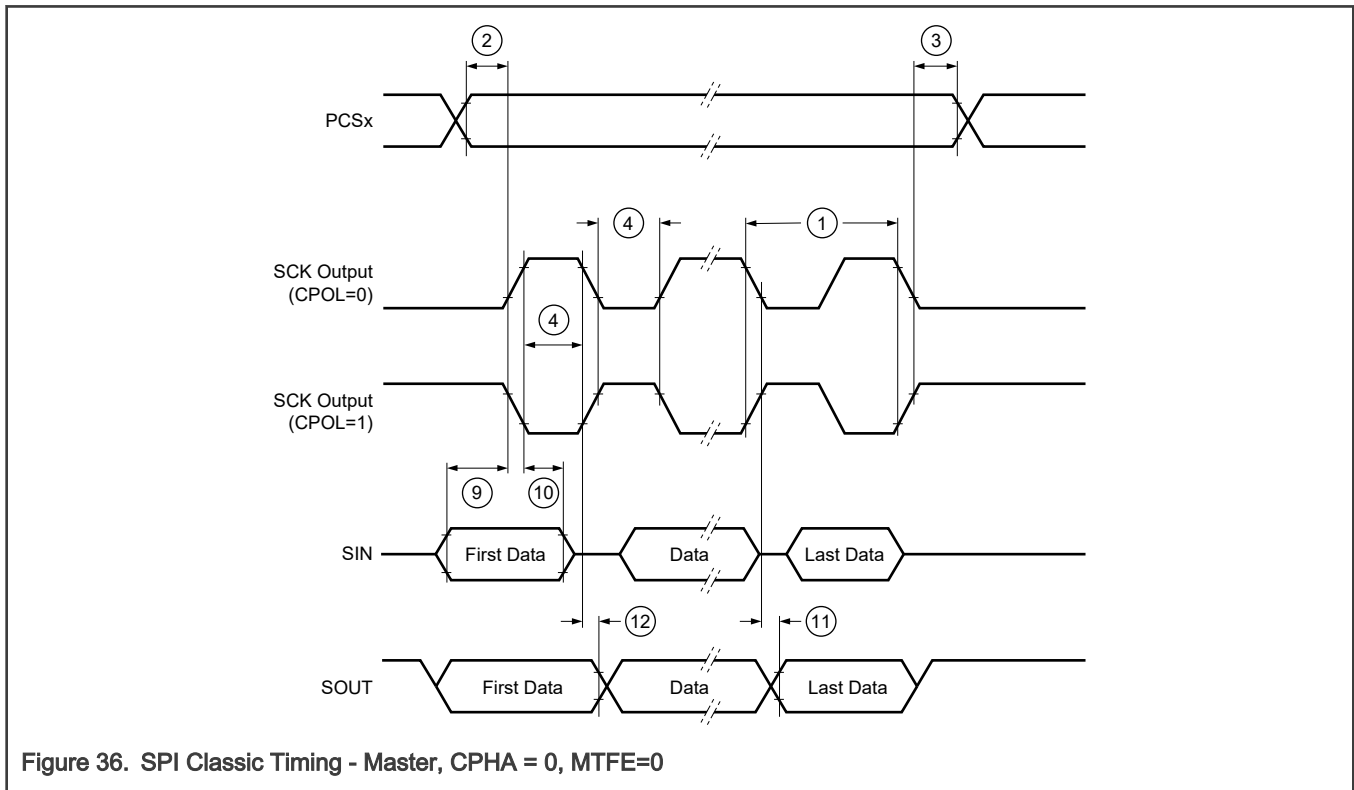 ②
③
PCSx
④
①
SCK Output
(CPOL=0)
④
SCK Output
(CPOL=1)
⑨
⑩
SIN
First Data
Data
Last Data
⑫
⑪
SOUT
First Data
Data
Last Data
Figure 36. SPI Classic Timing - Master, CPHA = 0, MTFE=0